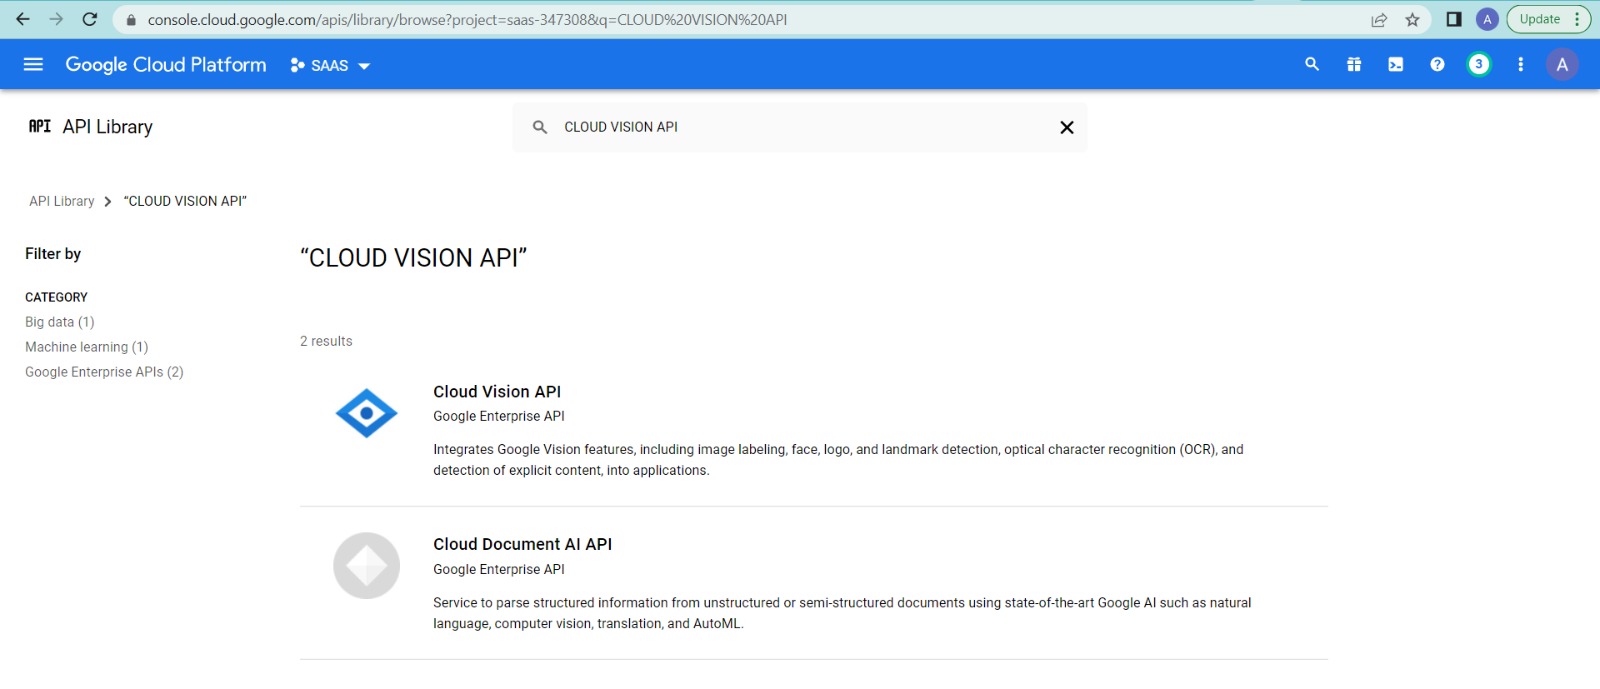 console.cloud.google.com/apis/library/browse?project=saas-347308&q=CLOUD%20VISION%20API
A
Update
Google Cloud Platform
SAAS
3
A
API
API Library
CLOUD VISION API
API Library
“CLOUD VISION API”
Filter by
CATEGORY
Big data (1)
Machine learning (1)
Google Enterprise APIs (2)
“CLOUD VISION API”
2 results
Cloud Vision API
Google Enterprise API
Integrates Google Vision features, including image labeling, face, logo, and landmark detection, optical character recognition (OCR), and
detection of explicit content, into applications.
Cloud Document AI API
Google Enterprise API
Service to parse structured information from unstructured or semi-structured documents using state-of-the-art Google AI such as natural
language, computer vision, translation, and AutoML.